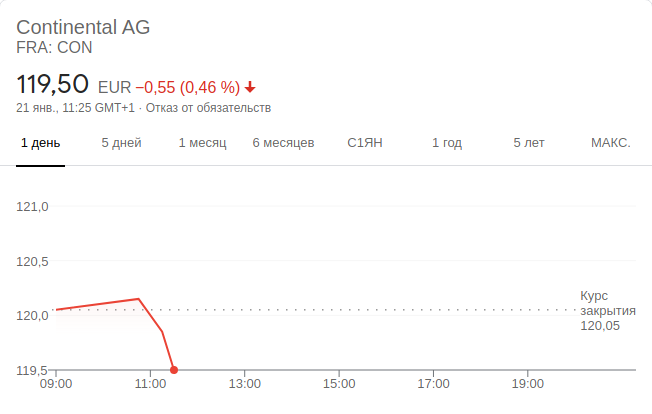 Continental AG
FRA: CON
119,50 EUR −0,55 (0,46 %)
21 янв., 11:25 GMT+1 · Отказ от обязательств
1 день 5 дней 1 месяц 6 месяцев С1ЯН 1 год 5 лет МАКС.
121,0
120,5
Курс
закрытия
120,05
120,0
119,5
09:00 11:00 13:00 15:00 17:00 19:00